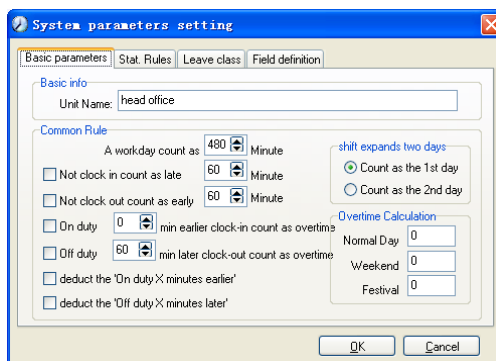 System parameters setting
Basic parameters Stat. Rules Leave class Field definition
Basic info
Unit Name: head office
Common Rule
A workday count as 480 Minute
Not clock in count as late 60 Minute
Not clock out count as early 60 Minute
On duty 0 min earlier clock-in count as overtime
Off duty 60 min later clock-out count as overtime
deduct the 'On duty X minutes earlier'
deduct the 'Off duty X minutes later'
shift expands two days
Count as the 1st day
Count as the 2nd day
Overtime Calculation
Normal Day 0
Weekend 0
Festival 0
OK Cancel